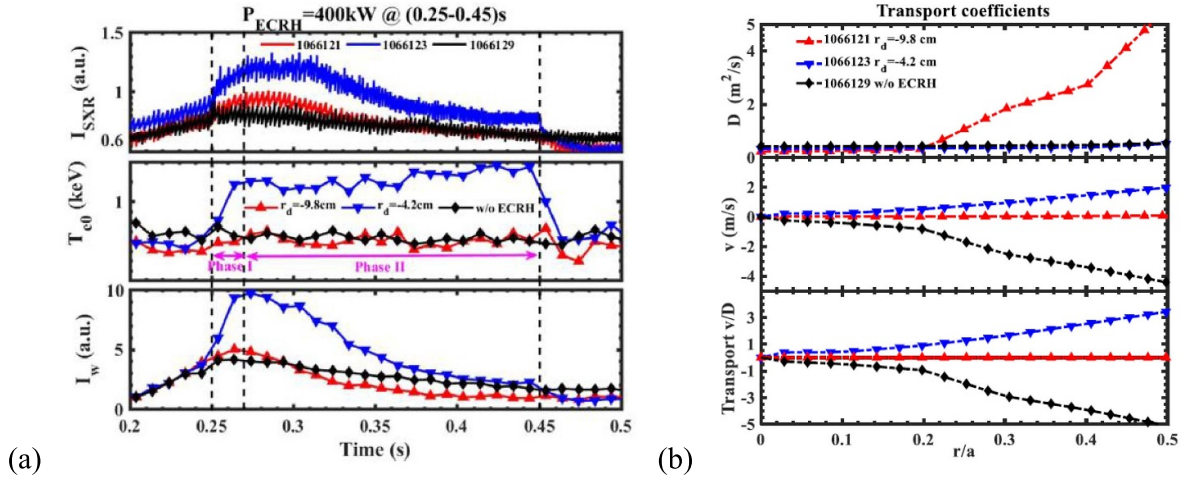 P_ECRH=400kW @ (0.25-0.45)s
1066121 1066123 1066129
1.5
1
0.6
I_SXR (a.u.)
1
T_e0 (keV)
r_d=-9.8cm r_d=-4.2cm w/o ECRH
Phase I Phase II
10
5
0
I_w (a.u.)
0.2 0.25 0.3 0.35 0.4 0.45 0.5
Time (s)
(a)
Transport coefficients
1066121 r_d=-9.8 cm
1066123 r_d=-4.2 cm
1066129 w/o ECRH
5
4
2
0
D (m²/s)
2
0
-2
-4
v (m/s)
5
3
1
-1
-3
-5
Transport v/D
0 0.1 0.2 0.3 0.4 0.5
r/a
(b)